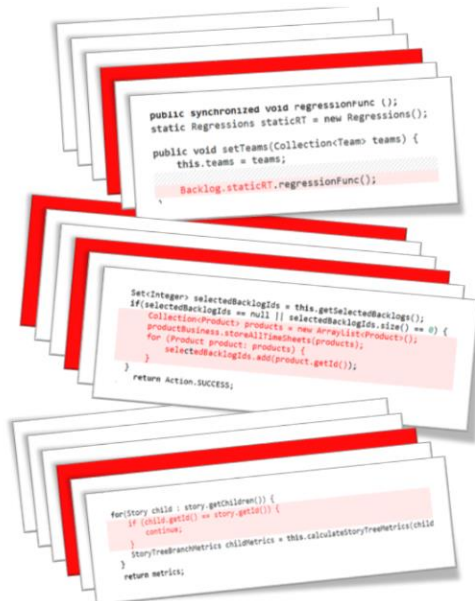 public synchronized void regressionFunc ();
static Regressions staticRT = new Regressions();
public void setTeams(Collection<Team> teams) {
this.teams = teams;
Backlog.staticRT.regressionFunc();
Set<Integer> selectedBacklogIds = this.getSelectedBacklogs();
if(selectedBacklogIds == null || selectedBacklogIds.size() == 0) {
Collection<Product> products = new ArrayList<Product>();
productBusiness.storeAllTimeSheets(products);
for (Product product: products) {
selectedBacklogIds.add(product.getId());
}
}
return Action.SUCCESS;
for(Story child : story.getChildren()) {
if (child.getId() == story.getId()) {
continue;
}
StoryTreeBranchMetrics childMetrics = this.calculateStoryTreeMetrics(child
}
return metrics;